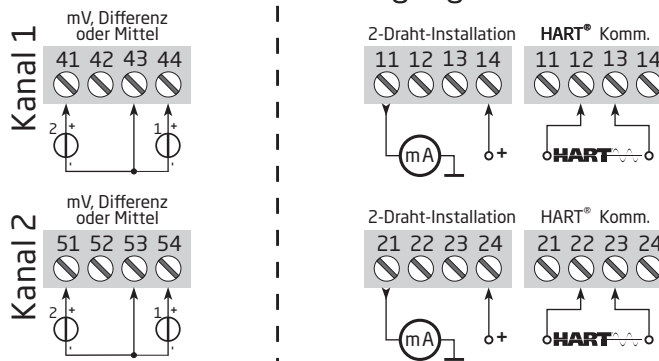 Kanal 1
mV, Differenz
oder Mittel
41 42 43 44
2 + - 1 + -
2-Draht-Installation
11 12 13 14
mA +
HART® Komm.
11 12 13 14
HART
Kanal 2
mV, Differenz
oder Mittel
51 52 53 54
2 + - 1 + -
2-Draht-Installation
21 22 23 24
mA +
HART® Komm.
21 22 23 24
HART